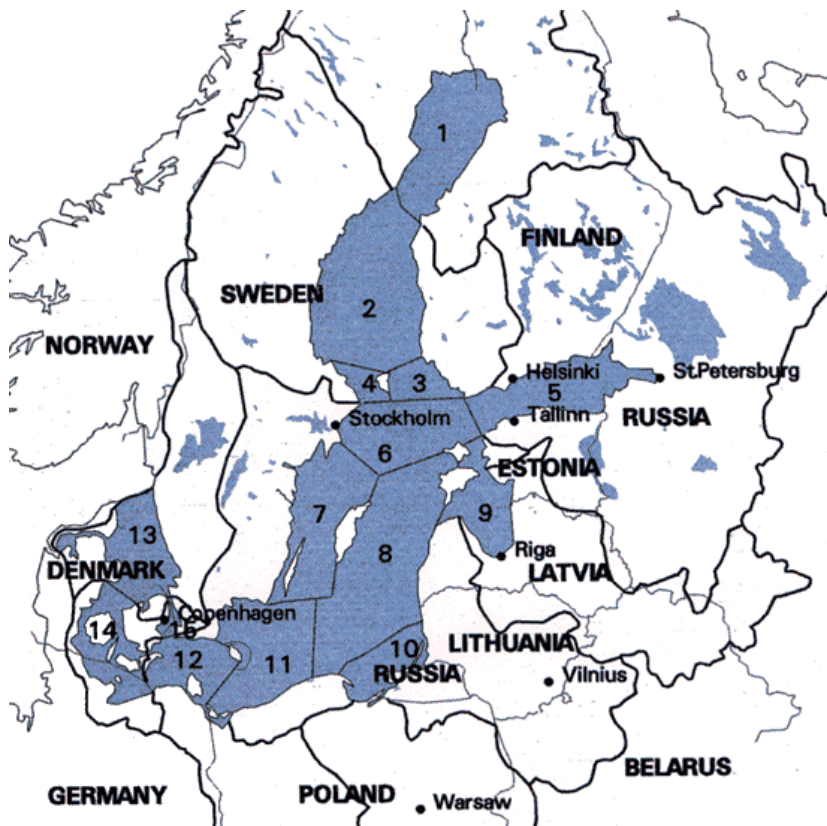 1
FINLAND
SWEDEN
2
NORWAY
4
3
Helsinki
5
St.Petersburg
Stockholm
Tallinn
RUSSIA
6
ESTONIA
7
9
13
8
Riga
DENMARK
LATVIA
Copenhagen
14
15
LITHUANIA
12
11
10
RUSSIA
Vilnius
BELARUS
GERMANY
POLAND
Warsaw